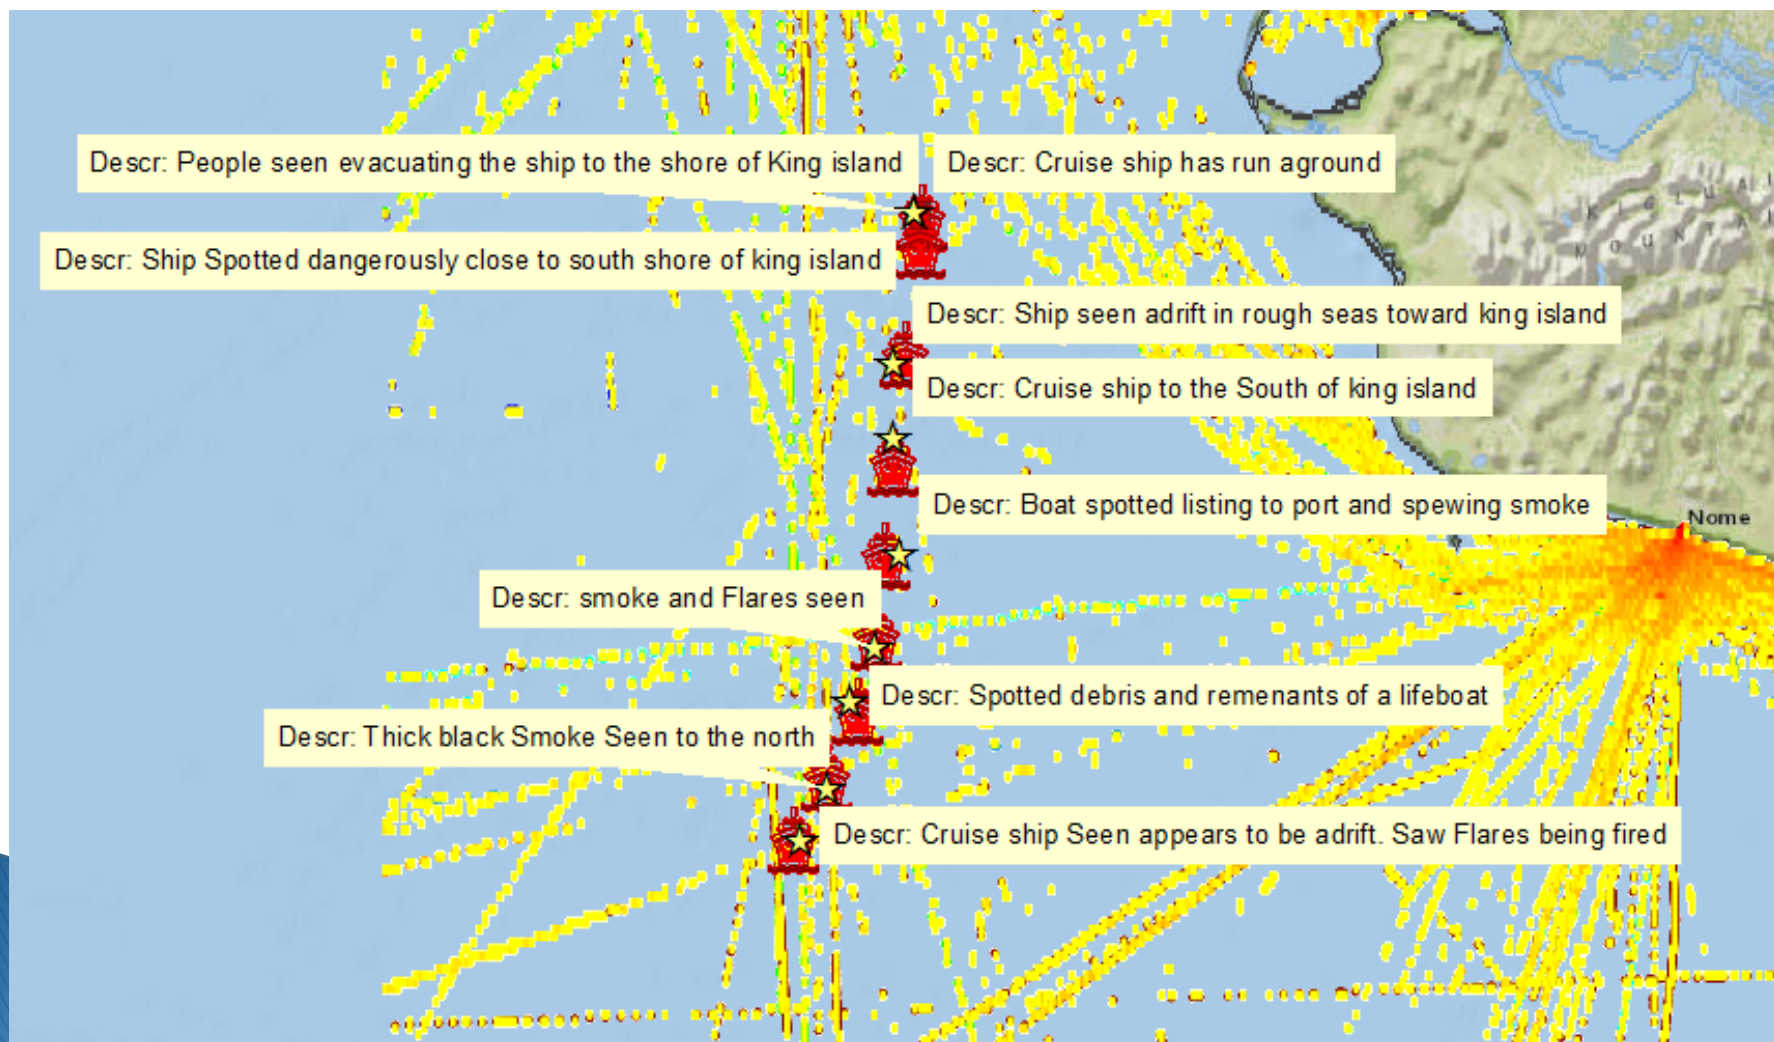 Descr: People seen evacuating the ship to the shore of King island
Descr: Cruise ship has run aground
KIGLUAI
MOUNTA
Descr: Ship Spotted dangerously close to south shore of king island
Descr: Ship seen adrift in rough seas toward king island
Descr: Cruise ship to the South of king island
Descr: Boat spotted listing to port and spewing smoke
Nome
Descr: smoke and Flares seen
Descr: Spotted debris and remenants of a lifeboat
Descr: Thick black Smoke Seen to the north
Descr: Cruise ship Seen appears to be adrift. Saw Flares being fired